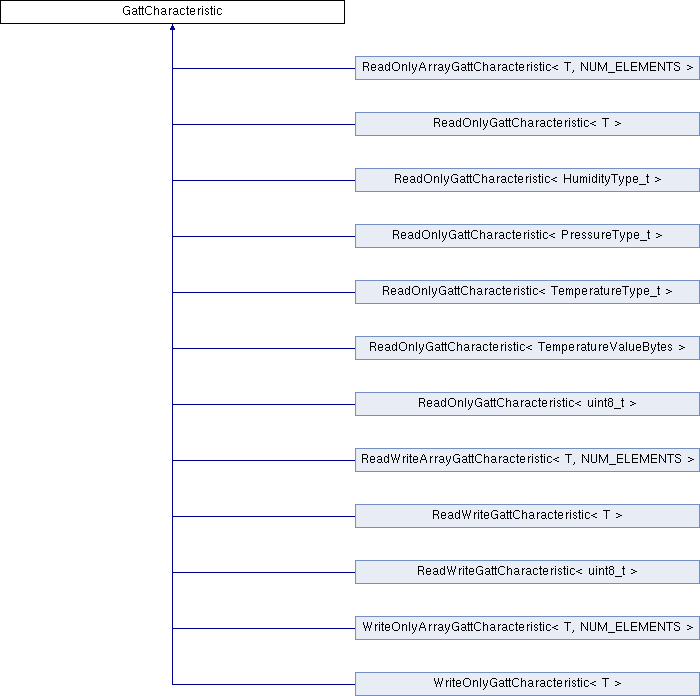 GattCharacteristic
ReadOnlyArrayGattCharacteristic< T, NUM_ELEMENTS >
ReadOnlyGattCharacteristic< T >
ReadOnlyGattCharacteristic< HumidityType_t >
ReadOnlyGattCharacteristic< PressureType_t >
ReadOnlyGattCharacteristic< TemperatureType_t >
ReadOnlyGattCharacteristic< TemperatureValueBytes >
ReadOnlyGattCharacteristic< uint8_t >
ReadWriteArrayGattCharacteristic< T, NUM_ELEMENTS >
ReadWriteGattCharacteristic< T >
ReadWriteGattCharacteristic< uint8_t >
WriteOnlyArrayGattCharacteristic< T, NUM_ELEMENTS >
WriteOnlyGattCharacteristic< T >